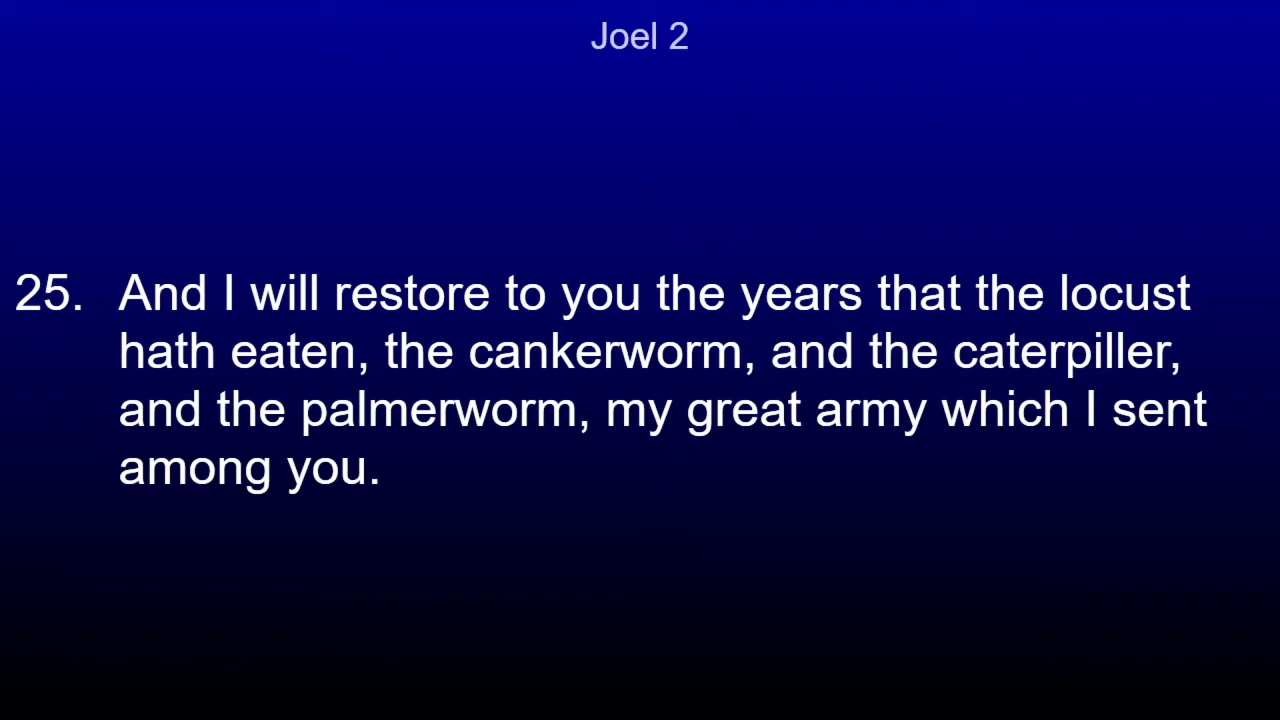 Joel 2
25. And I will restore to you the years that the locust
hath eaten, the cankerworm, and the caterpiller,
and the palmerworm, my great army which I sent
among you.